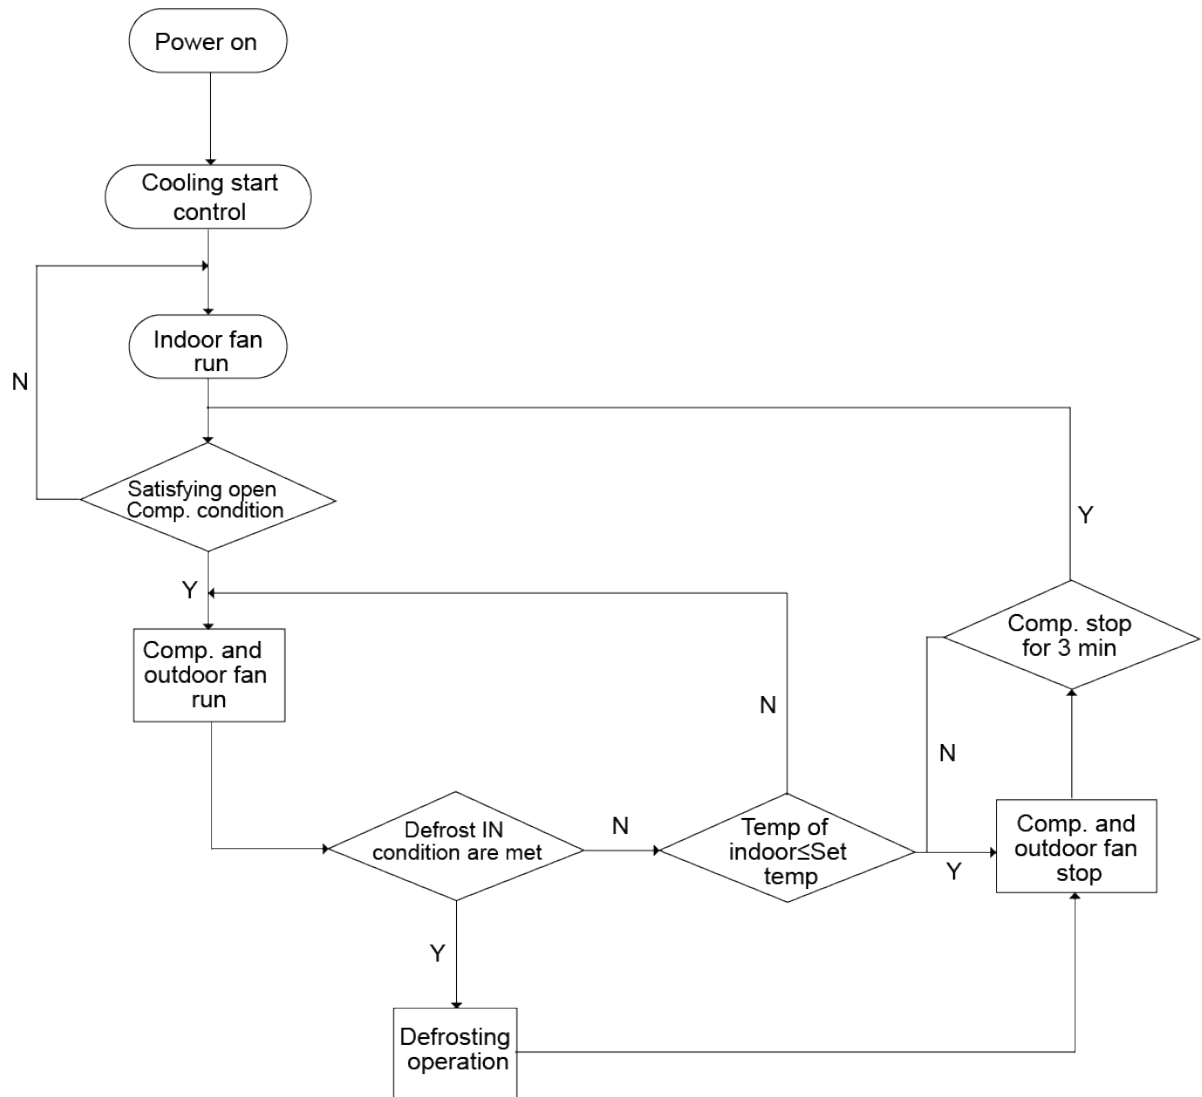 Power on
Cooling start
control
Indoor fan
run
N
Satisfying open
Comp. condition
Y
Y
Comp. stop
for 3 min
Comp. and
outdoor fan
run
N
N
Defrost IN
condition are met
N
Temp of
indoor≤Set
temp
Y
Comp. and
outdoor fan
stop
Y
Defrosting
operation